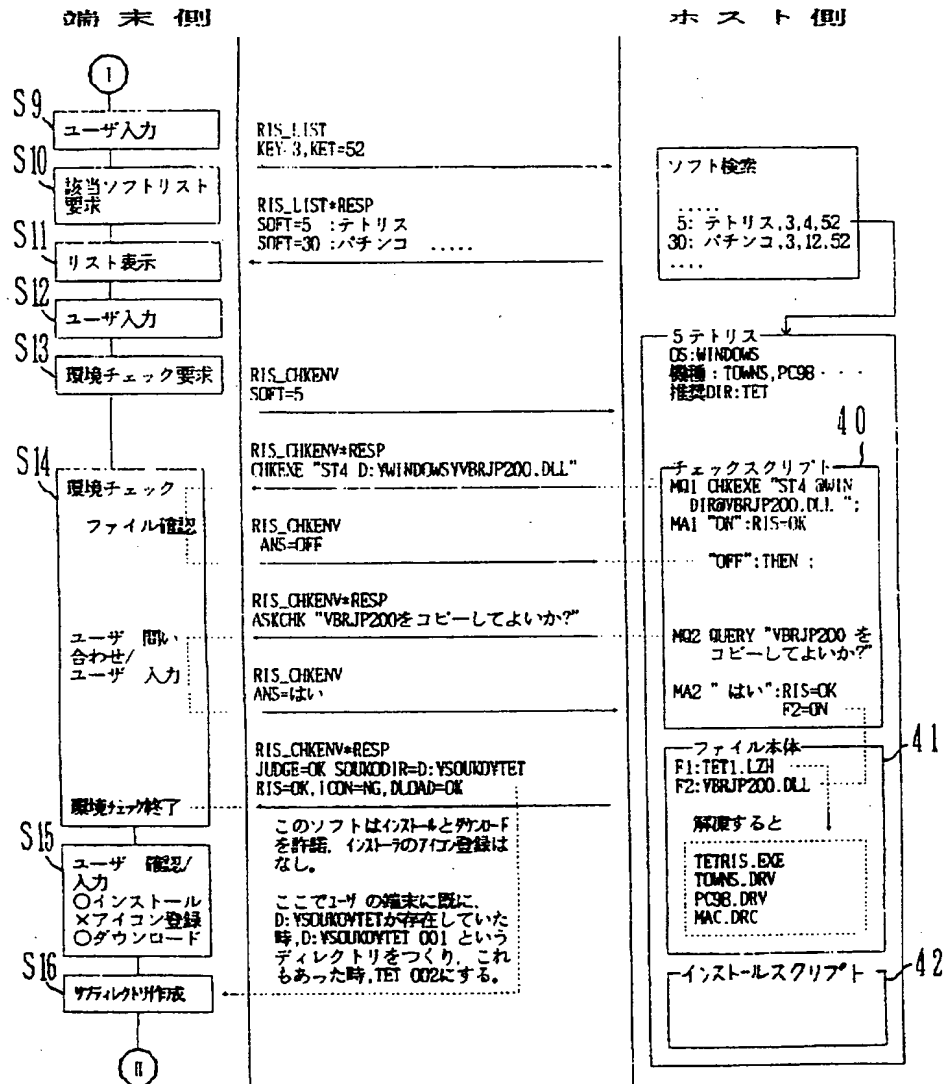 端末側
ホスト側
I
S9
ユーザ入力
S10
該当ソフトリスト
要求
S11
リスト表示
S12
ユーザ入力
S13
環境チェック要求
S14
環境チェック
ファイル確認
ユーザ 問い
合わせ/
ユーザ 入力
環境チェック終了
S15
ユーザ 確認/
入力
○インストール
×アイコン登録
○ダウンロード
S16
サブディレクトリ作成
II
RIS_LIST
KEY-3,KET=52
RIS_LIST*RESP
SOFT=5 :テトリス
SOFT=30 :パチンコ .....
RIS_CHKENV
SOFT=5
RIS_CHKENV*RESP
CHKEXE "ST4 D:¥WINDOWS¥VBRJP200.DLL"
RIS_CHKENV
ANS=OFF
RIS_CHKENV*RESP
ASKCHK "VBRJP200をコピーしてよいか?"
RIS_CHKENV
ANS=はい
RIS_CHKENV*RESP
JUDGE=OK SOUKODIR=D:¥SOUKO¥TET
RIS=OK,ICON=NG,DLOAD=OK
このソフトはインストールとダウンロード
を許諾、インストーラのアイコン登録は
なし。
ここでユーザの端末に既に、
D:¥SOUKO¥TETが存在していた
時,D:¥SOUKO¥TET 001 という
ディレクトリをつくり, これ
もあった時,TET 002にする。
ソフト検索
.....
5: テトリス,3,4,52
30: パチンコ,3,12,52
....
5テトリス
OS:WINDOWS
機種:TOWNS,PC98・・・
推奨DIR:TET
40
チェックスクリプト
MQ1 CHKEXE "ST4 @WIN
DIR@VBRJP200.DLL ";
MA1 "ON":RIS=OK
"OFF":THEN ;
MQ2 QUERY "VBRJP200 を
コピーしてよいか?"
MA2 " はい":RIS=OK
F2=ON
41
ファイル本体
F1:TET1.LZH
F2:VBRJP200.DLL
解凍すると
TETRIS.EXE
TOWNS.DRV
PC98.DRV
MAC.DRC
42
インストールスクリプト